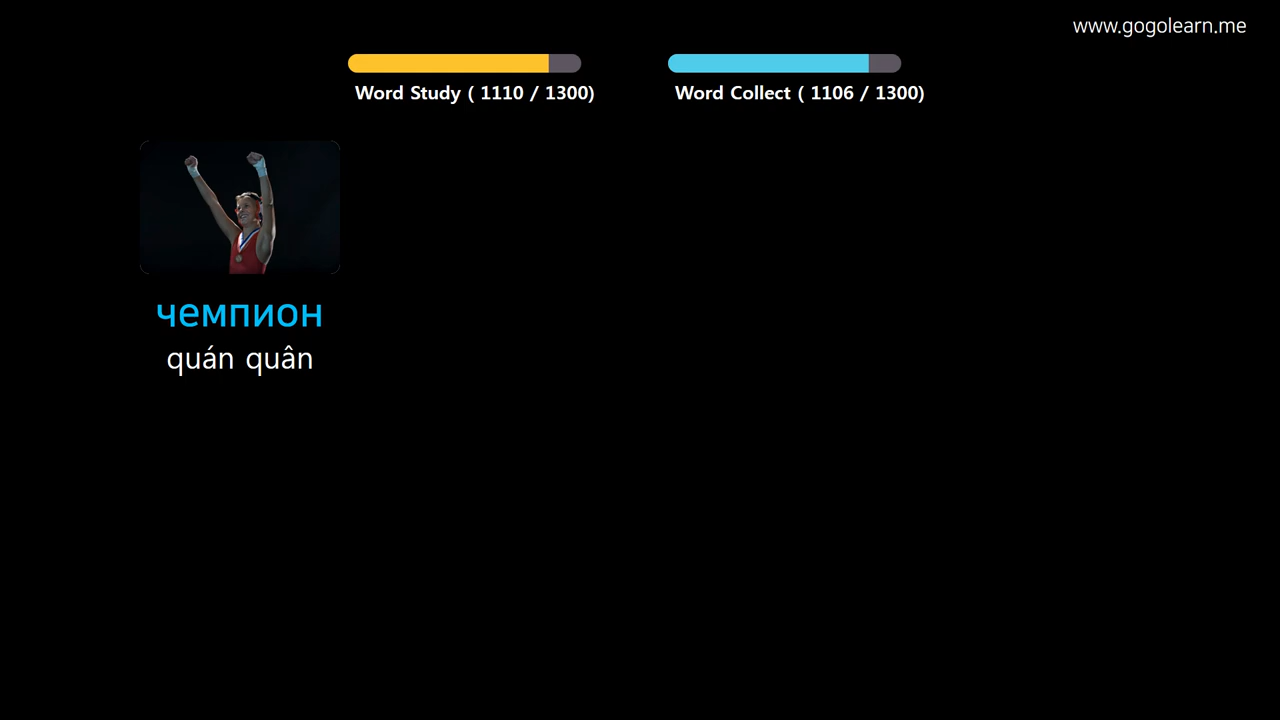 www.gogolearn.me
Word Study ( 1110 / 1300)
Word Collect ( 1106 / 1300)
чемпион
quán quân